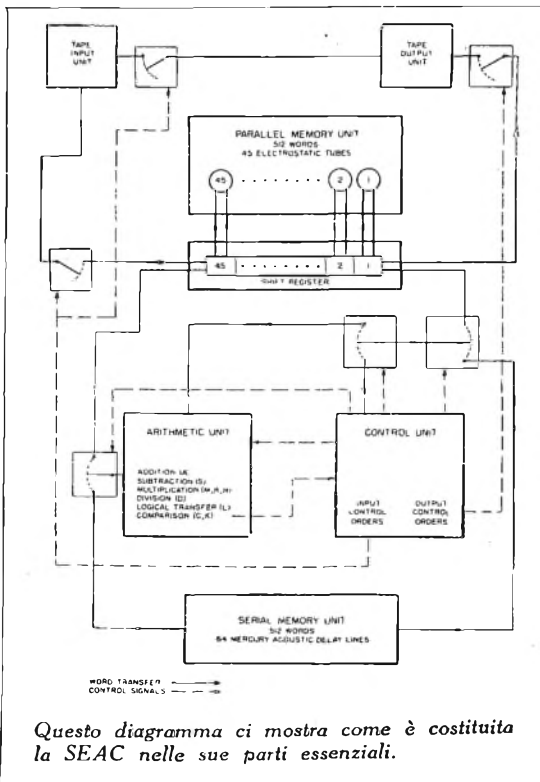 TAPE
INPUT
UNIT
TAPE
OUTPUT
UNIT
PARALLEL MEMORY UNIT
512 WORDS
45 ELECTROSTATIC TUBES
45 2 1
45 2 1
SHIFT REGISTER
ARITHMETIC UNIT
ADDITION (A)
SUBTRACTION (S)
MULTIPLICATION (M,R,N)
DIVISION (D)
LOGICAL TRANSFER (L)
COMPARISON (C,K)
CONTROL UNIT
INPUT
CONTROL
ORDERS
OUTPUT
CONTROL
ORDERS
SERIAL MEMORY UNIT
512 WORDS
64 MERCURY ACOUSTIC DELAY LINES
WORD TRANSFER
CONTROL SIGNALS
Questo diagramma ci mostra come è costituita
la SEAC nelle sue parti essenziali.